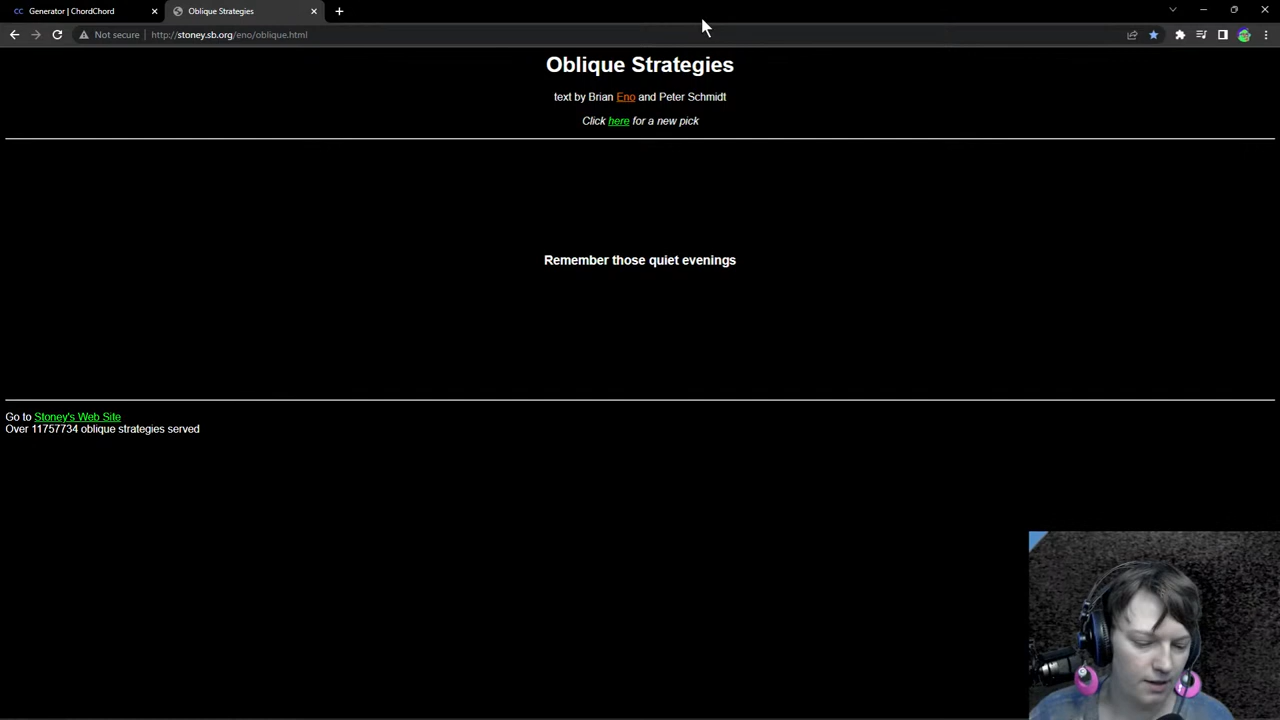 Generator | ChordChord
Oblique Strategies
Not secure
http://stoney.sb.org/eno/oblique.html
Oblique Strategies
text by Brian Eno and Peter Schmidt
Click here for a new pick
Remember those quiet evenings
Go to Stoney's Web Site
Over 11757734 oblique strategies served